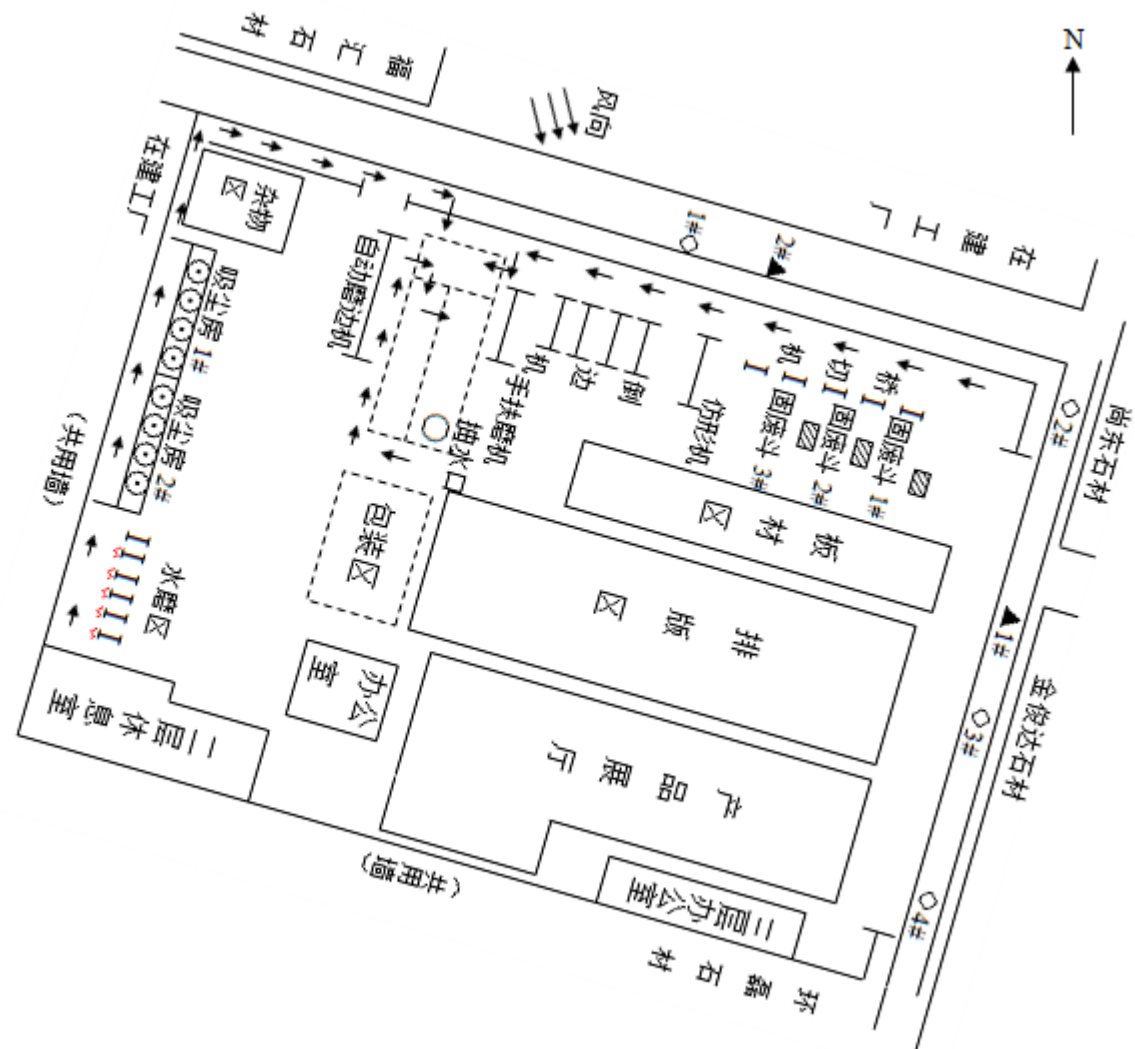 N
福汇石材
风向
在建工厂
在建工厂
杂物区
1#
2#
尚东石材
2#
吸尘房 1#
吸尘房 2#
自动磨边机
手扶磨机
倒边机
仿形机
桥切机
固废斗 1#
固废斗 2#
固废斗 3#
抽水
板材区
包装区
排版区
1#
金俊达石材
3#
(共用墙)
水磨区
办公室
二层休息室
产品展厅
4#
(共用墙)
二层办公室
环磊石材